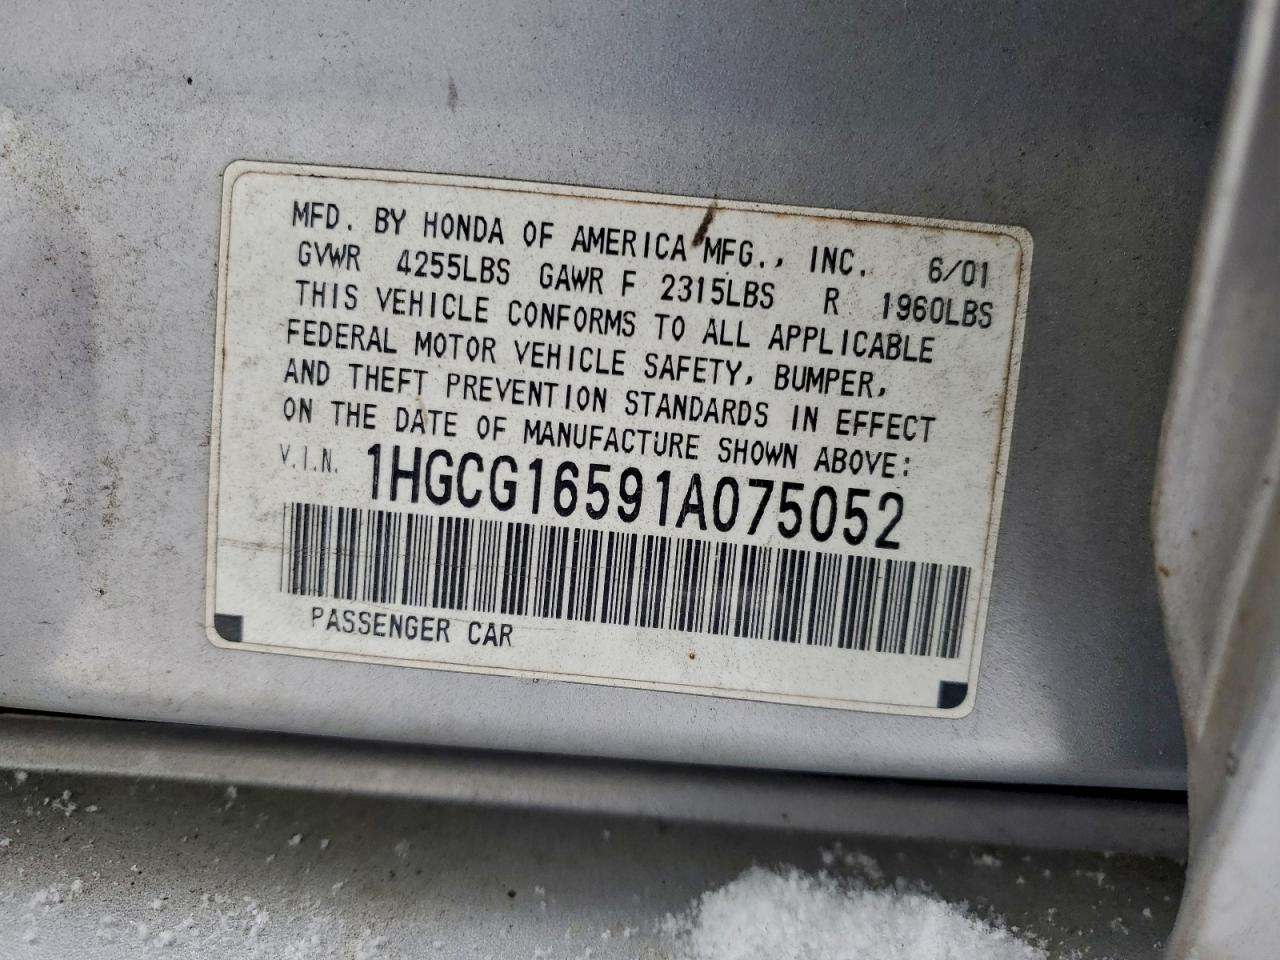 MFD. BY HONDA OF AMERICA MFG., INC. 6/01
GVWR 4255LBS GAWR F 2315LBS R 1960LBS
THIS VEHICLE CONFORMS TO ALL APPLICABLE
FEDERAL MOTOR VEHICLE SAFETY, BUMPER,
AND THEFT PREVENTION STANDARDS IN EFFECT
ON THE DATE OF MANUFACTURE SHOWN ABOVE:
V.I.N. 1HGCG16591A075052
PASSENGER CAR